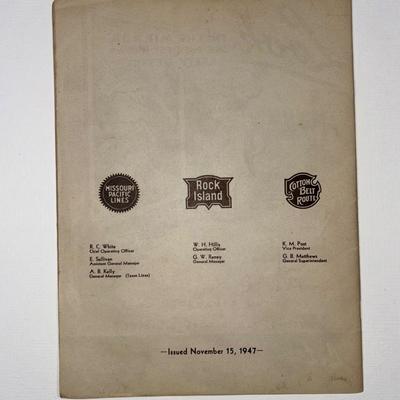 MISSOURI
PACIFIC
LINES
Rock
Island
COTTON
BELT
ROUTE
R. C. White
Chief Operating Officer
E. Sullivan
Assistant General Manager
A. B. Kelly
General Manager (Texas Lines)
W. H. Hillis
Operating Officer
G. W. Raney
General Manager
K. M. Post
Vice President
G. B. Matthews
General Superintendent
—Issued November 15, 1947—